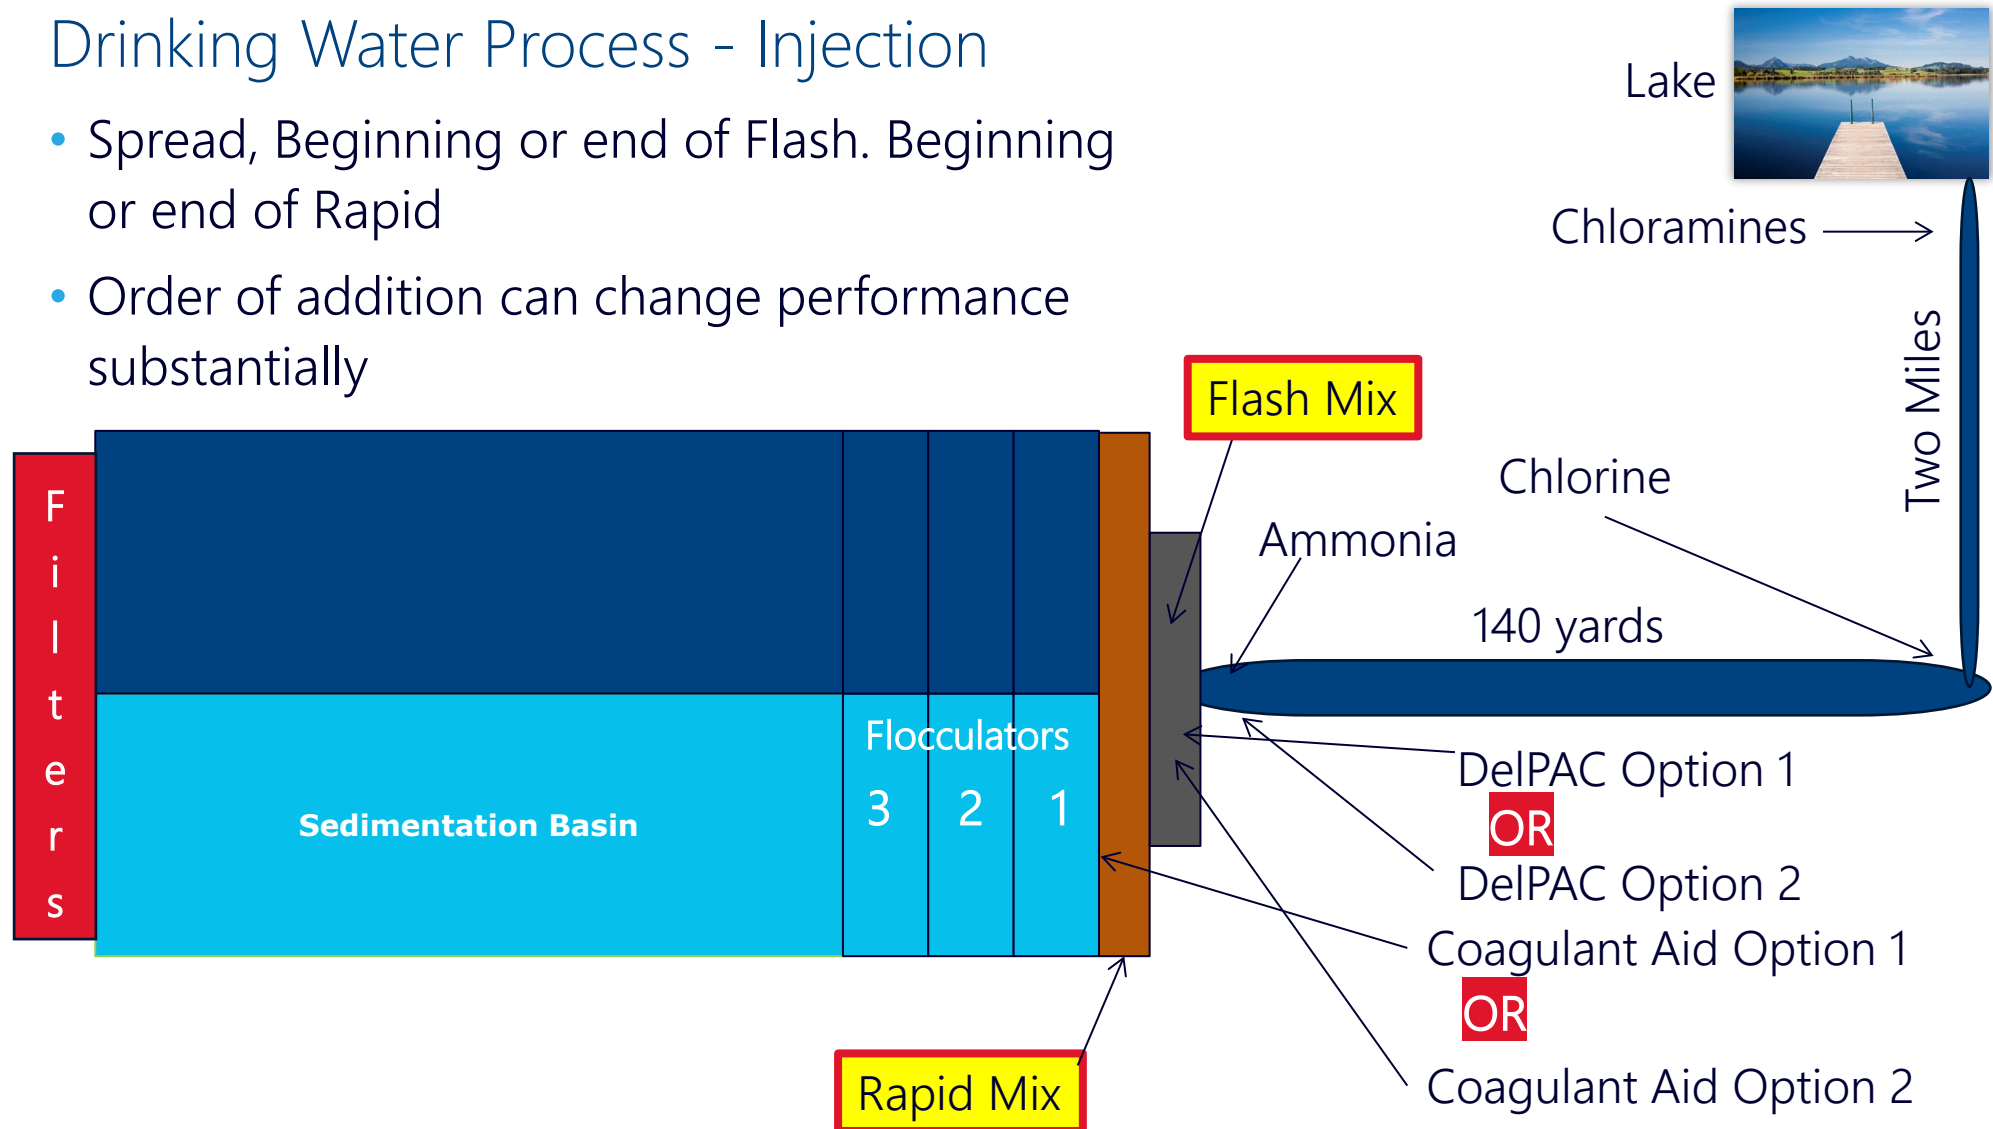 Drinking Water Process - Injection
• Spread, Beginning or end of Flash. Beginning
or end of Rapid
• Order of addition can change performance
substantially
Lake
Chloramines
Two Miles
Flash Mix
Chlorine
Ammonia
140 yards
Filters
Flocculators
3 2 1
Sedimentation Basin
DelPAC Option 1
OR
DelPAC Option 2
Coagulant Aid Option 1
OR
Coagulant Aid Option 2
Rapid Mix